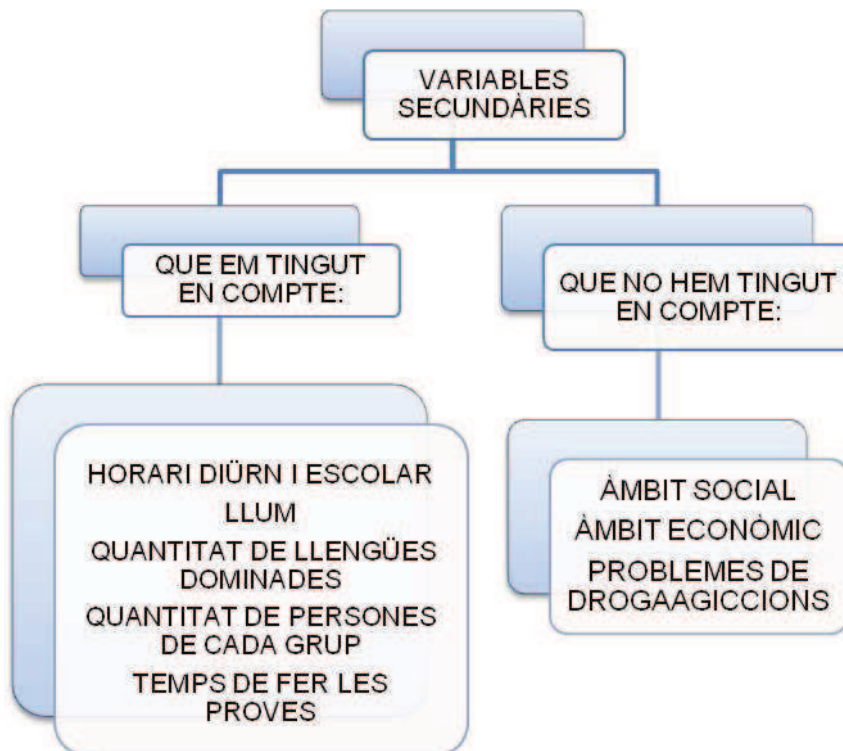 VARIABLES
SECUNDÀRIES
QUE EM TINGUT
EN COMPTE:
QUE NO HEM TINGUT
EN COMPTE:
HORARI DIÜRN I ESCOLAR
LLUM
QUANTITAT DE LLENGÜES
DOMINADES
QUANTITAT DE PERSONES
DE CADA GRUP
TEMPS DE FER LES
PROVES
ÀMBIT SOCIAL
ÀMBIT ECONÒMIC
PROBLEMES DE
DROGAAGICCIONS